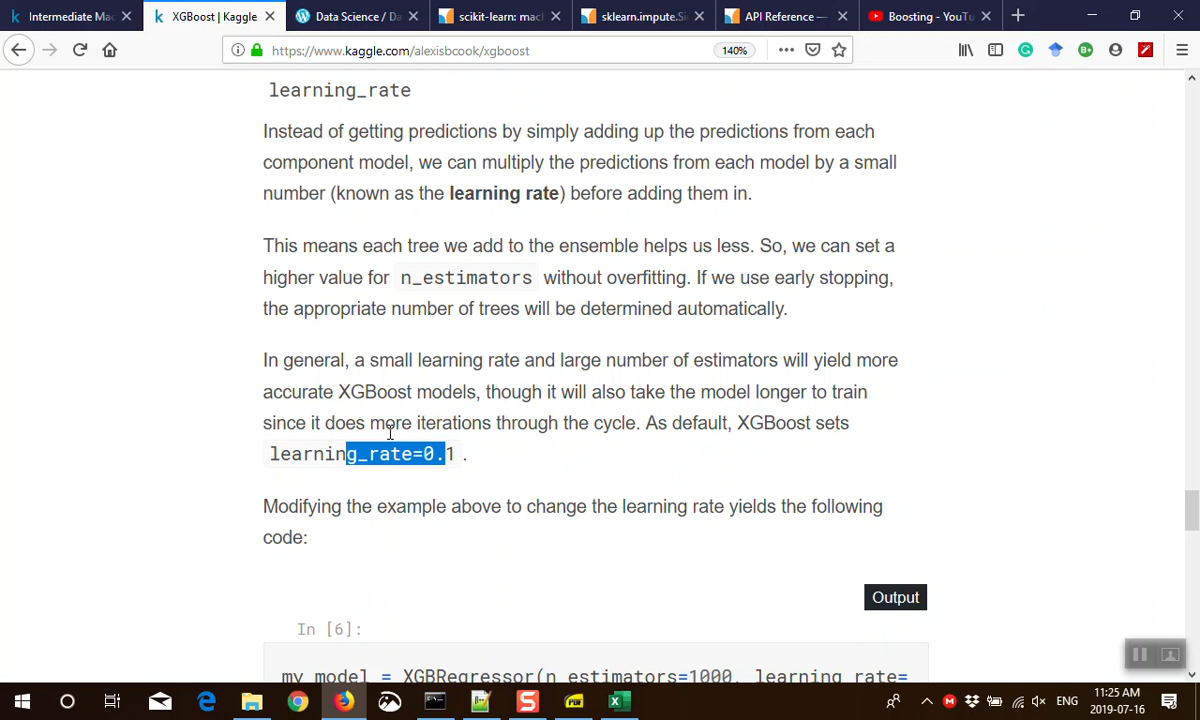 Intermediate Mac
XGBoost | Kaggle
Data Science / Da
scikit-learn: mach
sklearn.impute.Si
API Reference —
Boosting - YouTu
https://www.kaggle.com/alexisbcook/xgboost
140%
learning_rate
Instead of getting predictions by simply adding up the predictions from each
component model, we can multiply the predictions from each model by a small
number (known as the learning rate) before adding them in.
This means each tree we add to the ensemble helps us less. So, we can set a
higher value for n_estimators without overfitting. If we use early stopping,
the appropriate number of trees will be determined automatically.
In general, a small learning rate and large number of estimators will yield more
accurate XGBoost models, though it will also take the model longer to train
since it does more iterations through the cycle. As default, XGBoost sets
learning_rate=0.1 .
Modifying the example above to change the learning rate yields the following
code:
Output
In [6]:
my_model = XGBRegressor(n_estimators=1000, learning_rate=
ENG
11:25 AM
2019-07-16